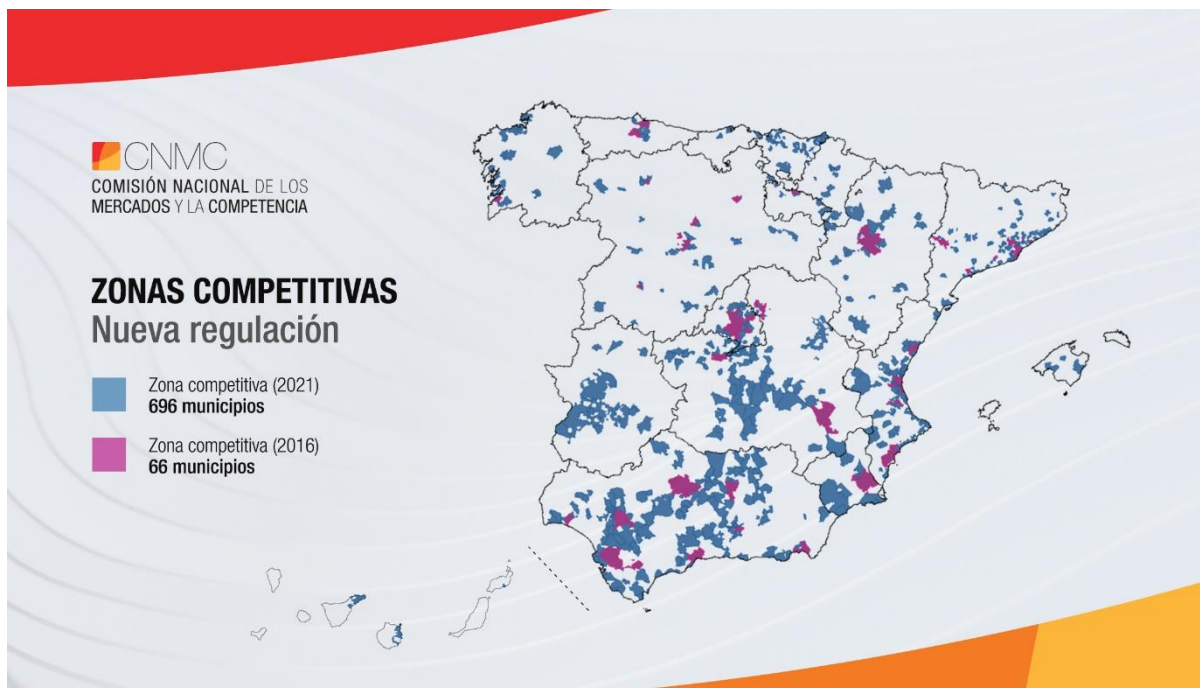 CNMC
COMISIÓN NACIONAL DE LOS
MERCADOS Y LA COMPETENCIA
ZONAS COMPETITIVAS
Nueva regulación
Zona competitiva (2021)
696 municipios
Zona competitiva (2016)
66 municipios